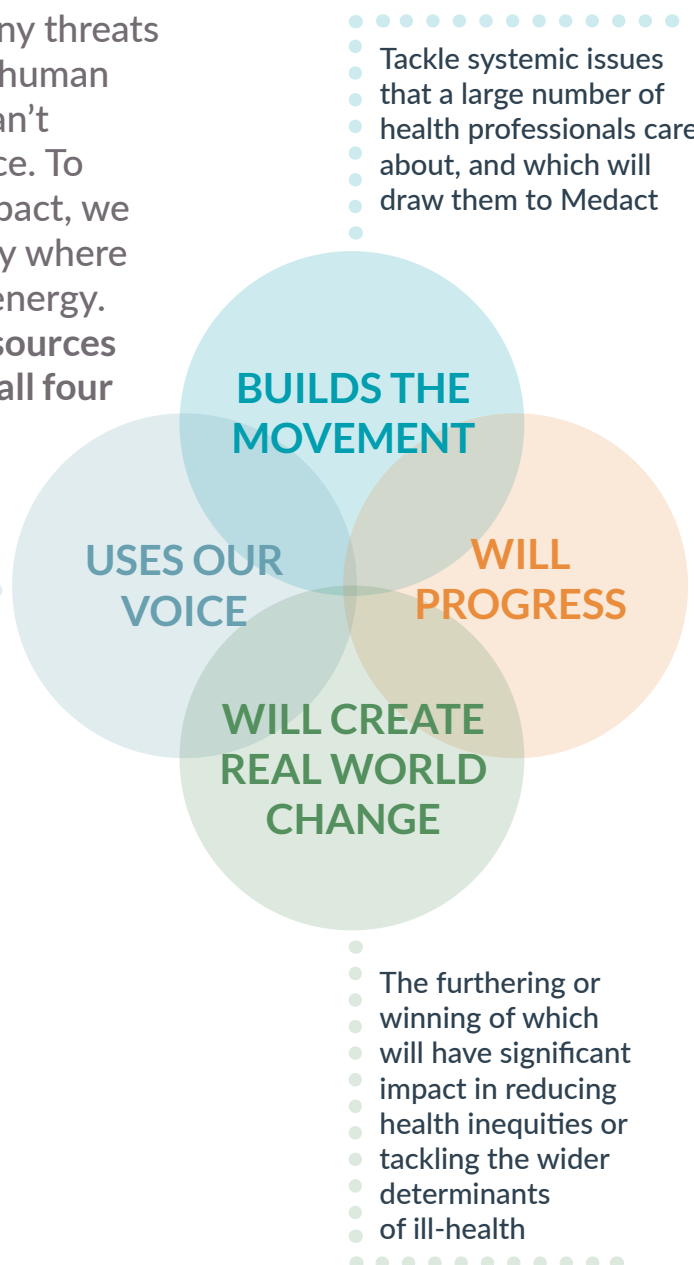 ny threats
human
an't
ce. To
pact, we
y where
energy.
sources
all four
Tackle systemic issues
that a large number of
health professionals care
about, and which will
draw them to Medact
BUILDS THE
MOVEMENT
USES OUR
VOICE
WILL
PROGRESS
WILL CREATE
REAL WORLD
CHANGE
The furthering or
winning of which
will have significant
impact in reducing
health inequities or
tackling the wider
determinants
of ill-health